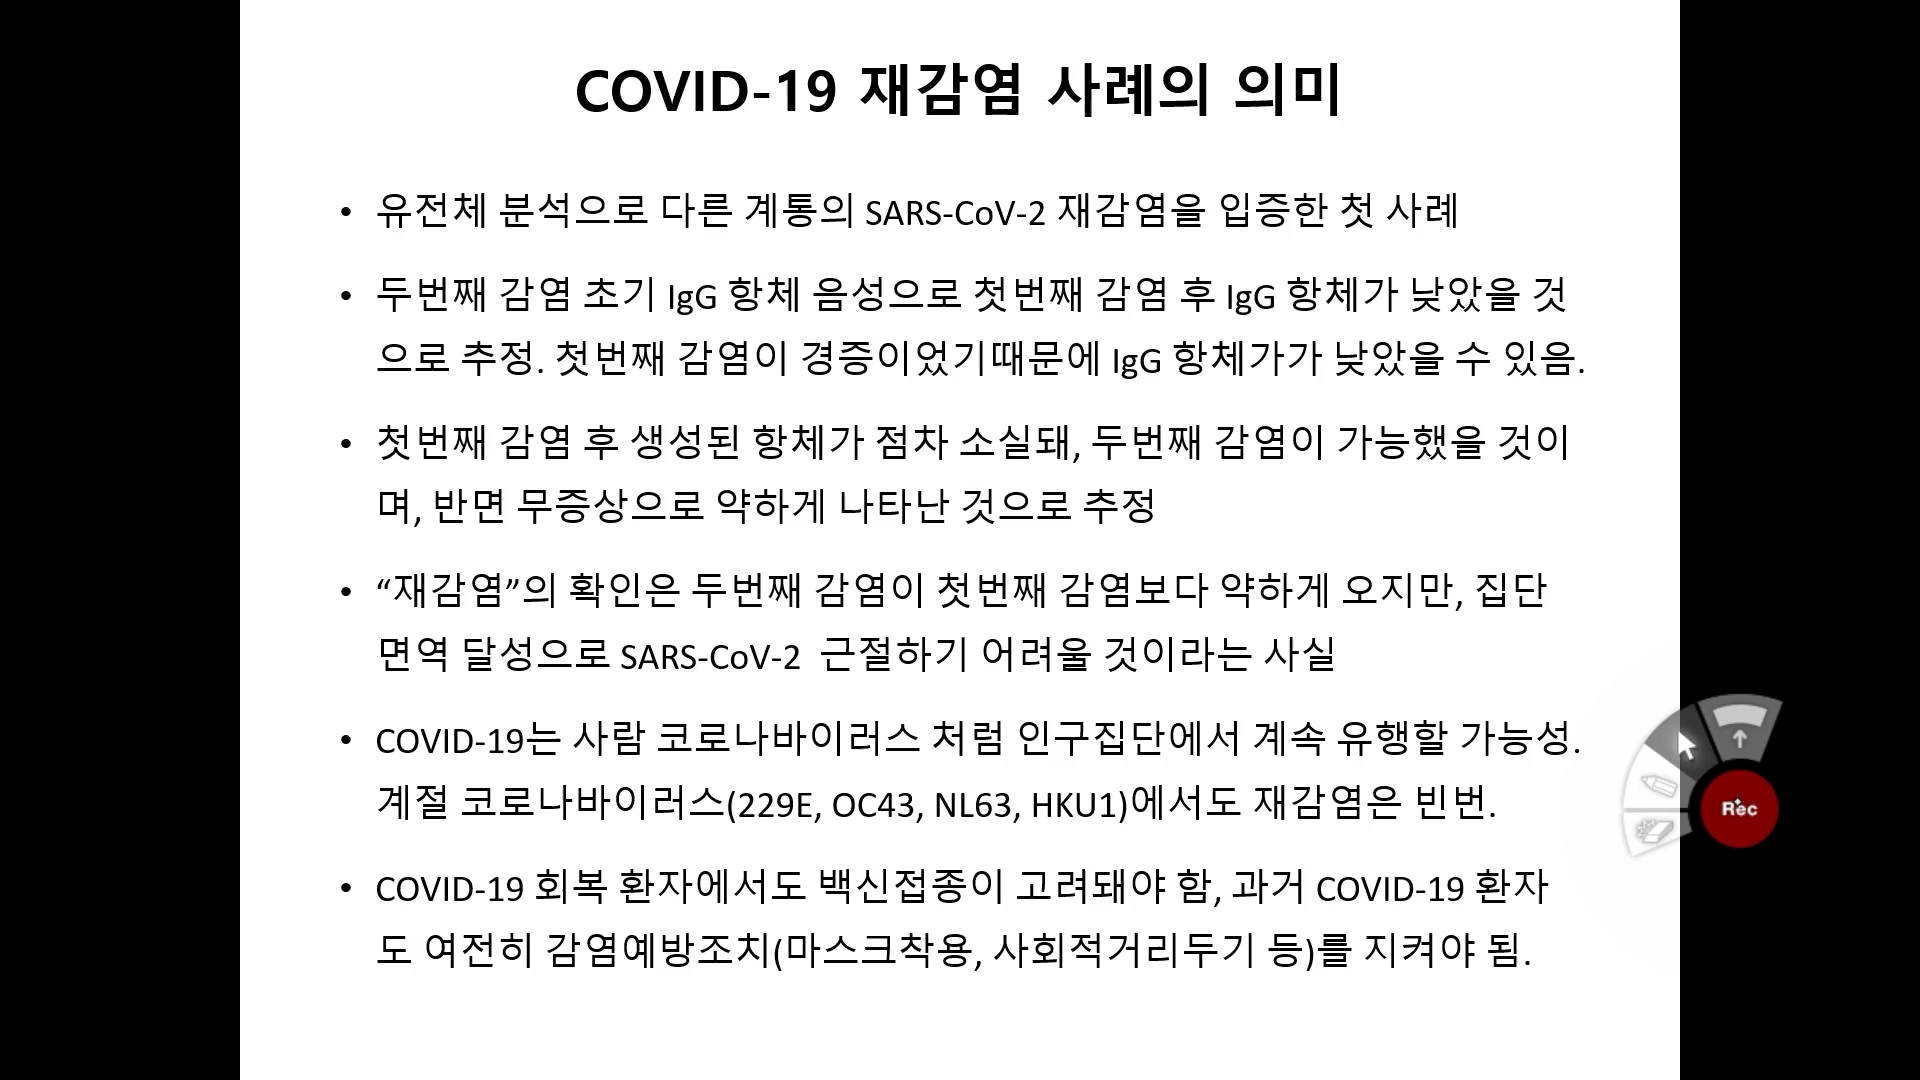 COVID-19 재감염 사례의 의미
• 유전체 분석으로 다른 계통의 SARS-CoV-2 재감염을 입증한 첫 사례
• 두번째 감염 초기 IgG 항체 음성으로 첫번째 감염 후 IgG 항체가 낮았을 것
으로 추정. 첫번째 감염이 경증이었기때문에 IgG 항체가가 낮았을 수 있음.
• 첫번째 감염 후 생성된 항체가 점차 소실돼, 두번째 감염이 가능했을 것이
며, 반면 무증상으로 약하게 나타난 것으로 추정
• “재감염”의 확인은 두번째 감염이 첫번째 감염보다 약하게 오지만, 집단
면역 달성으로 SARS-CoV-2 근절하기 어려울 것이라는 사실
• COVID-19는 사람 코로나바이러스 처럼 인구집단에서 계속 유행할 가능성.
계절 코로나바이러스(229E, OC43, NL63, HKU1)에서도 재감염은 빈번.
• COVID-19 회복 환자에서도 백신접종이 고려돼야 함, 과거 COVID-19 환자
도 여전히 감염예방조치(마스크착용, 사회적거리두기 등)를 지켜야 됨.
Rec